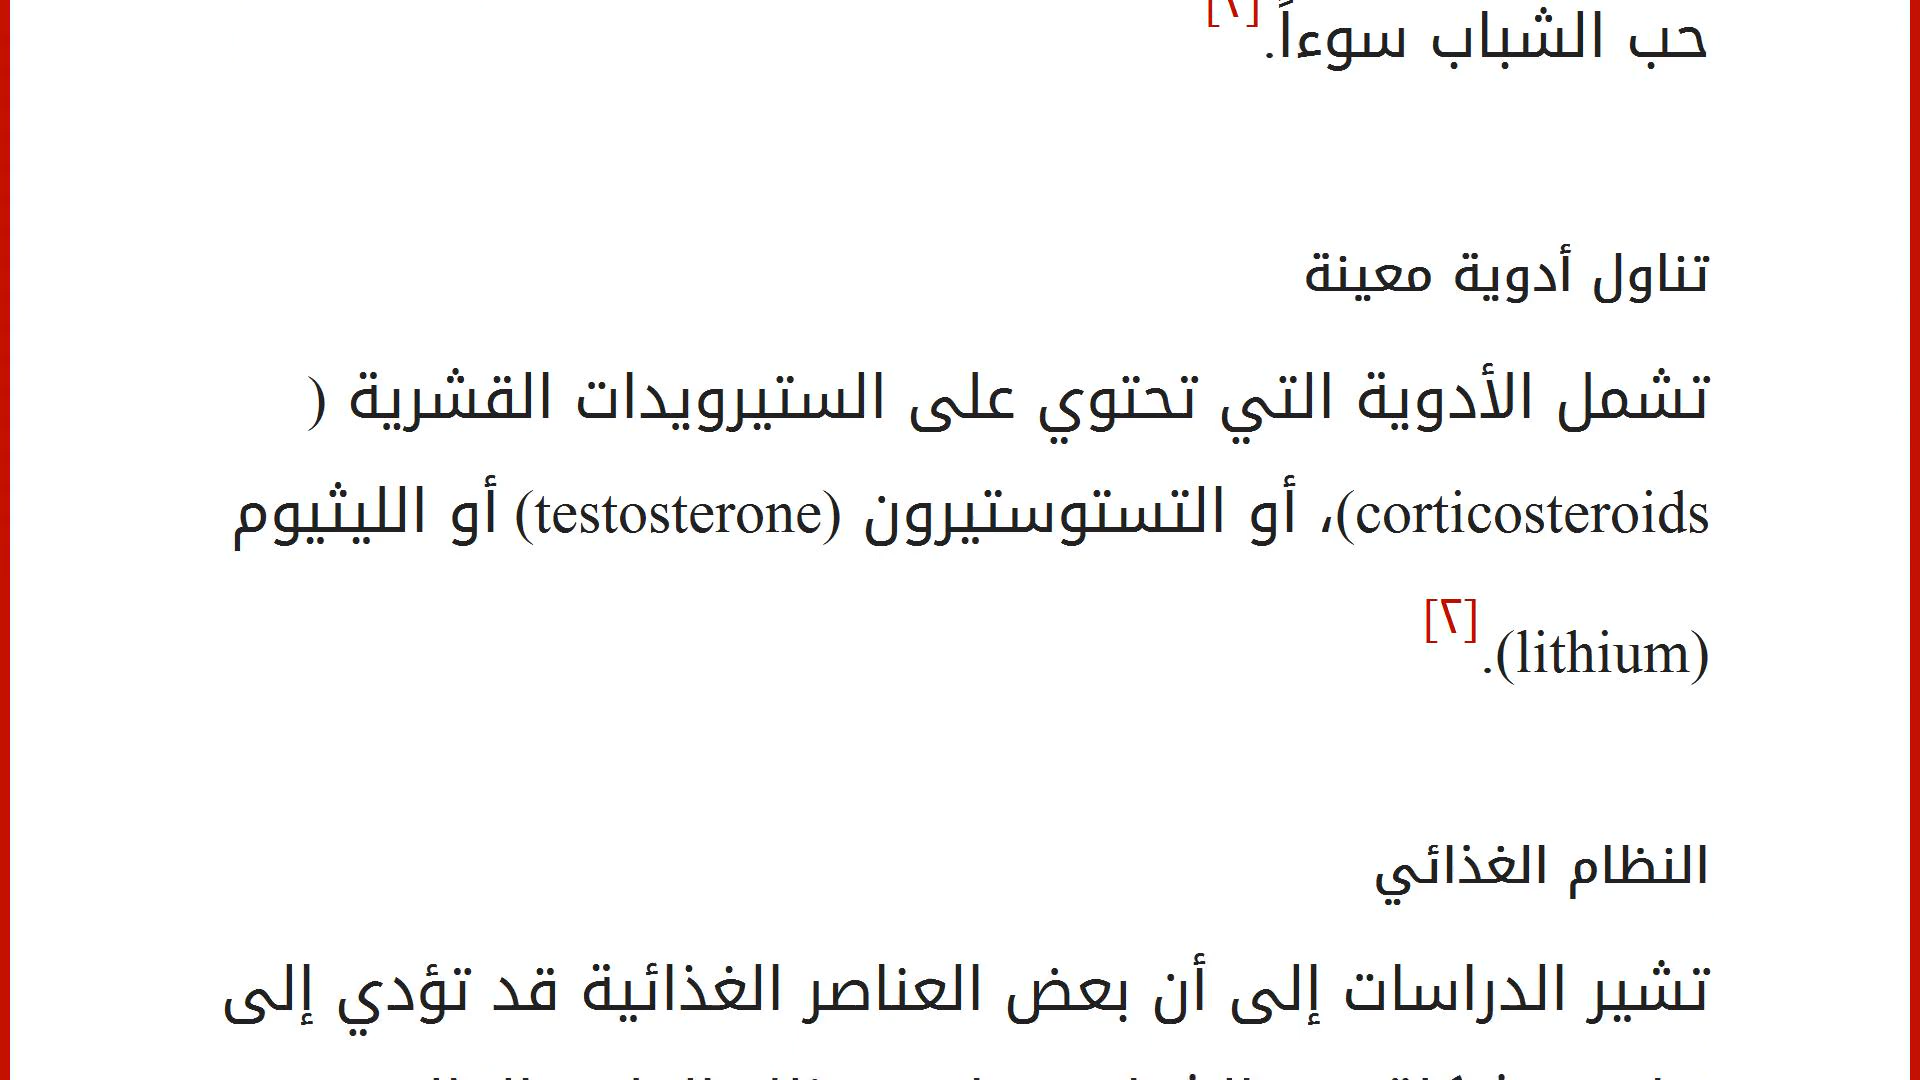 حب الشباب سوءاً.
تناول أدوية معينة
تشمل الأدوية التي تحتوي على الستيرويدات القشرية (
corticosteroids)، أو التستوستيرون (testosterone) أو الليثيوم
(lithium).[٢]
النظام الغذائي
تشير الدراسات إلى أن بعض العناصر الغذائية قد تؤدي إلى